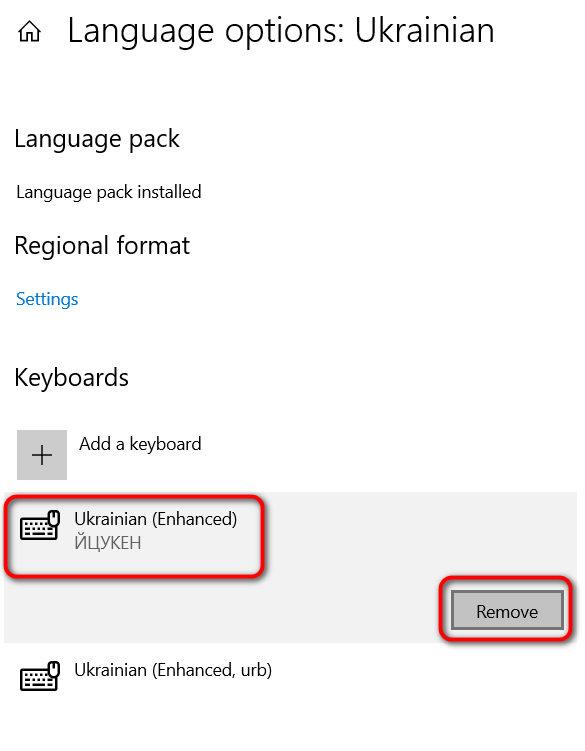 Language options: Ukrainian
Language pack
Language pack installed
Regional format
Settings
Keyboards
Add a keyboard
Ukrainian (Enhanced)
ЙЦУКЕН
Remove
Ukrainian (Enhanced, urb)